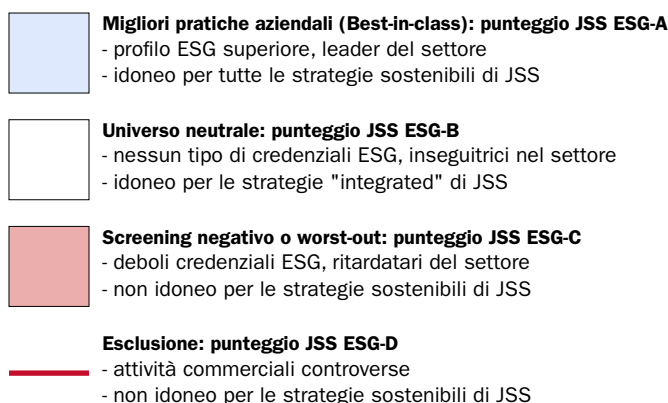 Migliori pratiche aziendali (Best-in-class): punteggio JSS ESG-A
- profilo ESG superiore, leader del settore
- idoneo per tutte le strategie sostenibili di JSS
Universo neutrale: punteggio JSS ESG-B
- nessun tipo di credenziali ESG, inseguitrici nel settore
- idoneo per le strategie "integrated" di JSS
Screening negativo o worst-out: punteggio JSS ESG-C
- deboli credenziali ESG, ritardatari del settore
- non idoneo per le strategie sostenibili di JSS
Esclusione: punteggio JSS ESG-D
- attività commerciali controverse
- non idoneo per le strategie sostenibili di JSS